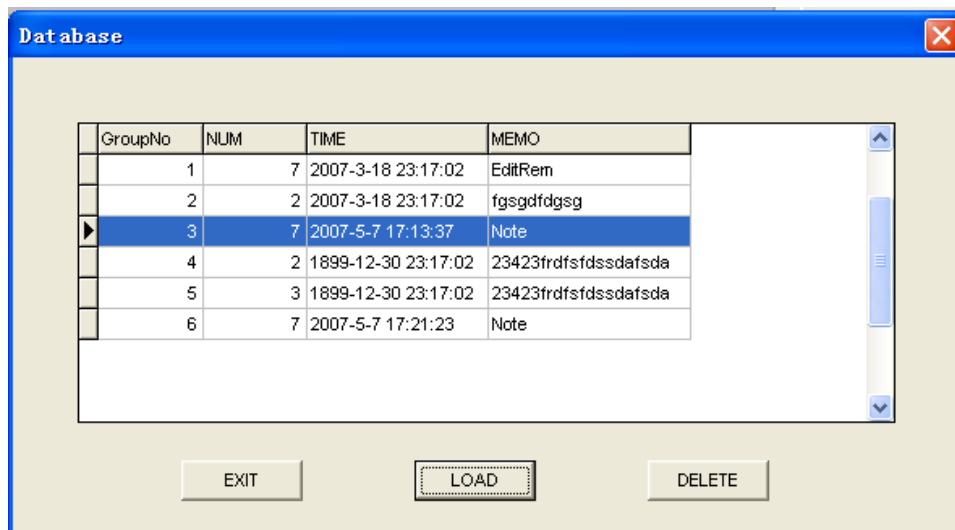 Database
GroupNo NUM TIME MEMO
1 7 2007-3-18 23:17:02 EditRem
2 2 2007-3-18 23:17:02 fgsgdfdgsg
3 7 2007-5-7 17:13:37 Note
4 2 1899-12-30 23:17:02 23423frdfsfdssdafsda
5 3 1899-12-30 23:17:02 23423frdfsfdssdafsda
6 7 2007-5-7 17:21:23 Note
EXIT LOAD DELETE